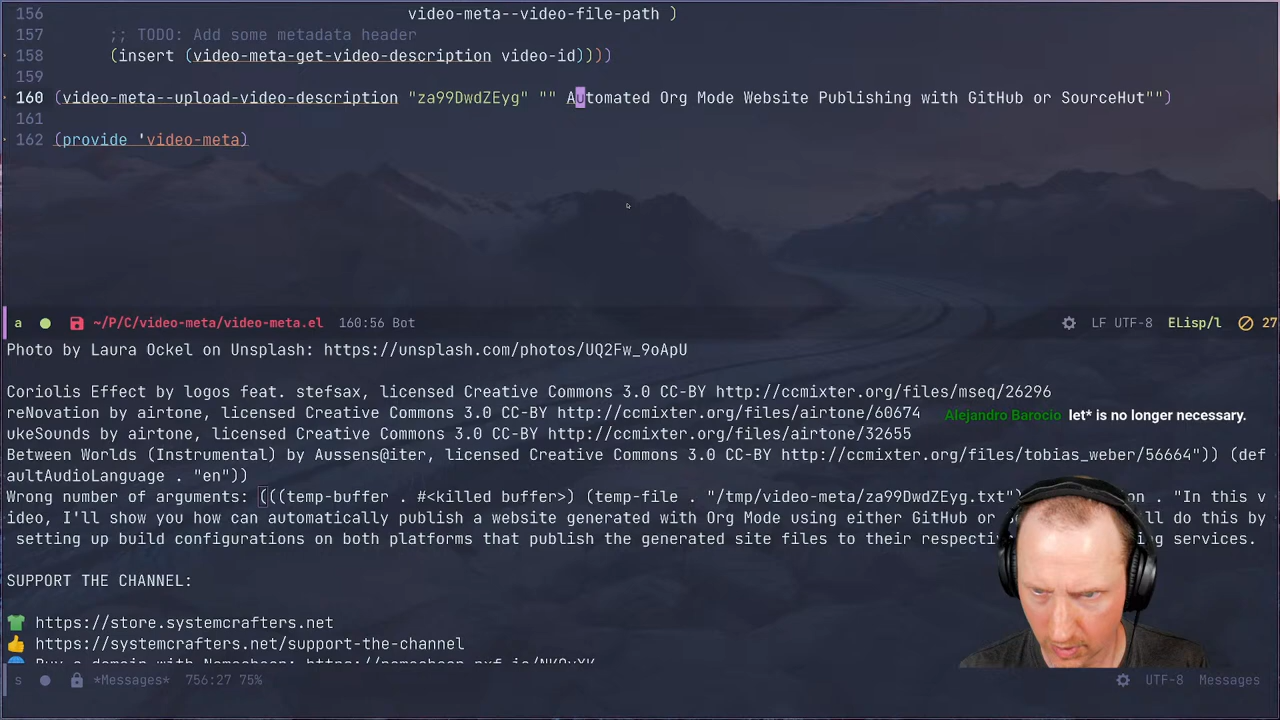 156 video-meta--video-file-path )
157 ;; TODO: Add some metadata header
158 (insert (video-meta-get-video-description video-id))))
159
160 (video-meta--upload-video-description "za99DwdZEyg" "" Automated Org Mode Website Publishing with GitHub or SourceHut"")
161
162 (provide 'video-meta)
a ~/P/C/video-meta/video-meta.el 160:56 Bot LF UTF-8 ELisp/l 27
Photo by Laura Ockel on Unsplash: https://unsplash.com/photos/UQ2Fw_9oApU
Coriolis Effect by logos feat. stefsax, licensed Creative Commons 3.0 CC-BY http://ccmixter.org/files/mseq/26296
reNovation by airtone, licensed Creative Commons 3.0 CC-BY http://ccmixter.org/files/airtone/60674
Alejandro Barocio let* is no longer necessary.
ukeSounds by airtone, licensed Creative Commons 3.0 CC-BY http://ccmixter.org/files/airtone/32655
Between Worlds (Instrumental) by Aussens@iter, licensed Creative Commons 3.0 CC-BY http://ccmixter.org/files/tobias_weber/56664")) (def
aultAudioLanguage . "en"))
Wrong number of arguments: (((temp-buffer . #<killed buffer>) (temp-file . "/tmp/video-meta/za99DwdZEyg.txt") on . "In this v
ideo, I'll show you how can automatically publish a website generated with Org Mode using either GitHub or ll do this by
setting up build configurations on both platforms that publish the generated site files to their respecti g services.
SUPPORT THE CHANNEL:
https://store.systemcrafters.net
https://systemcrafters.net/support-the-channel
s *Messages* 756:27 75% UTF-8 Messages